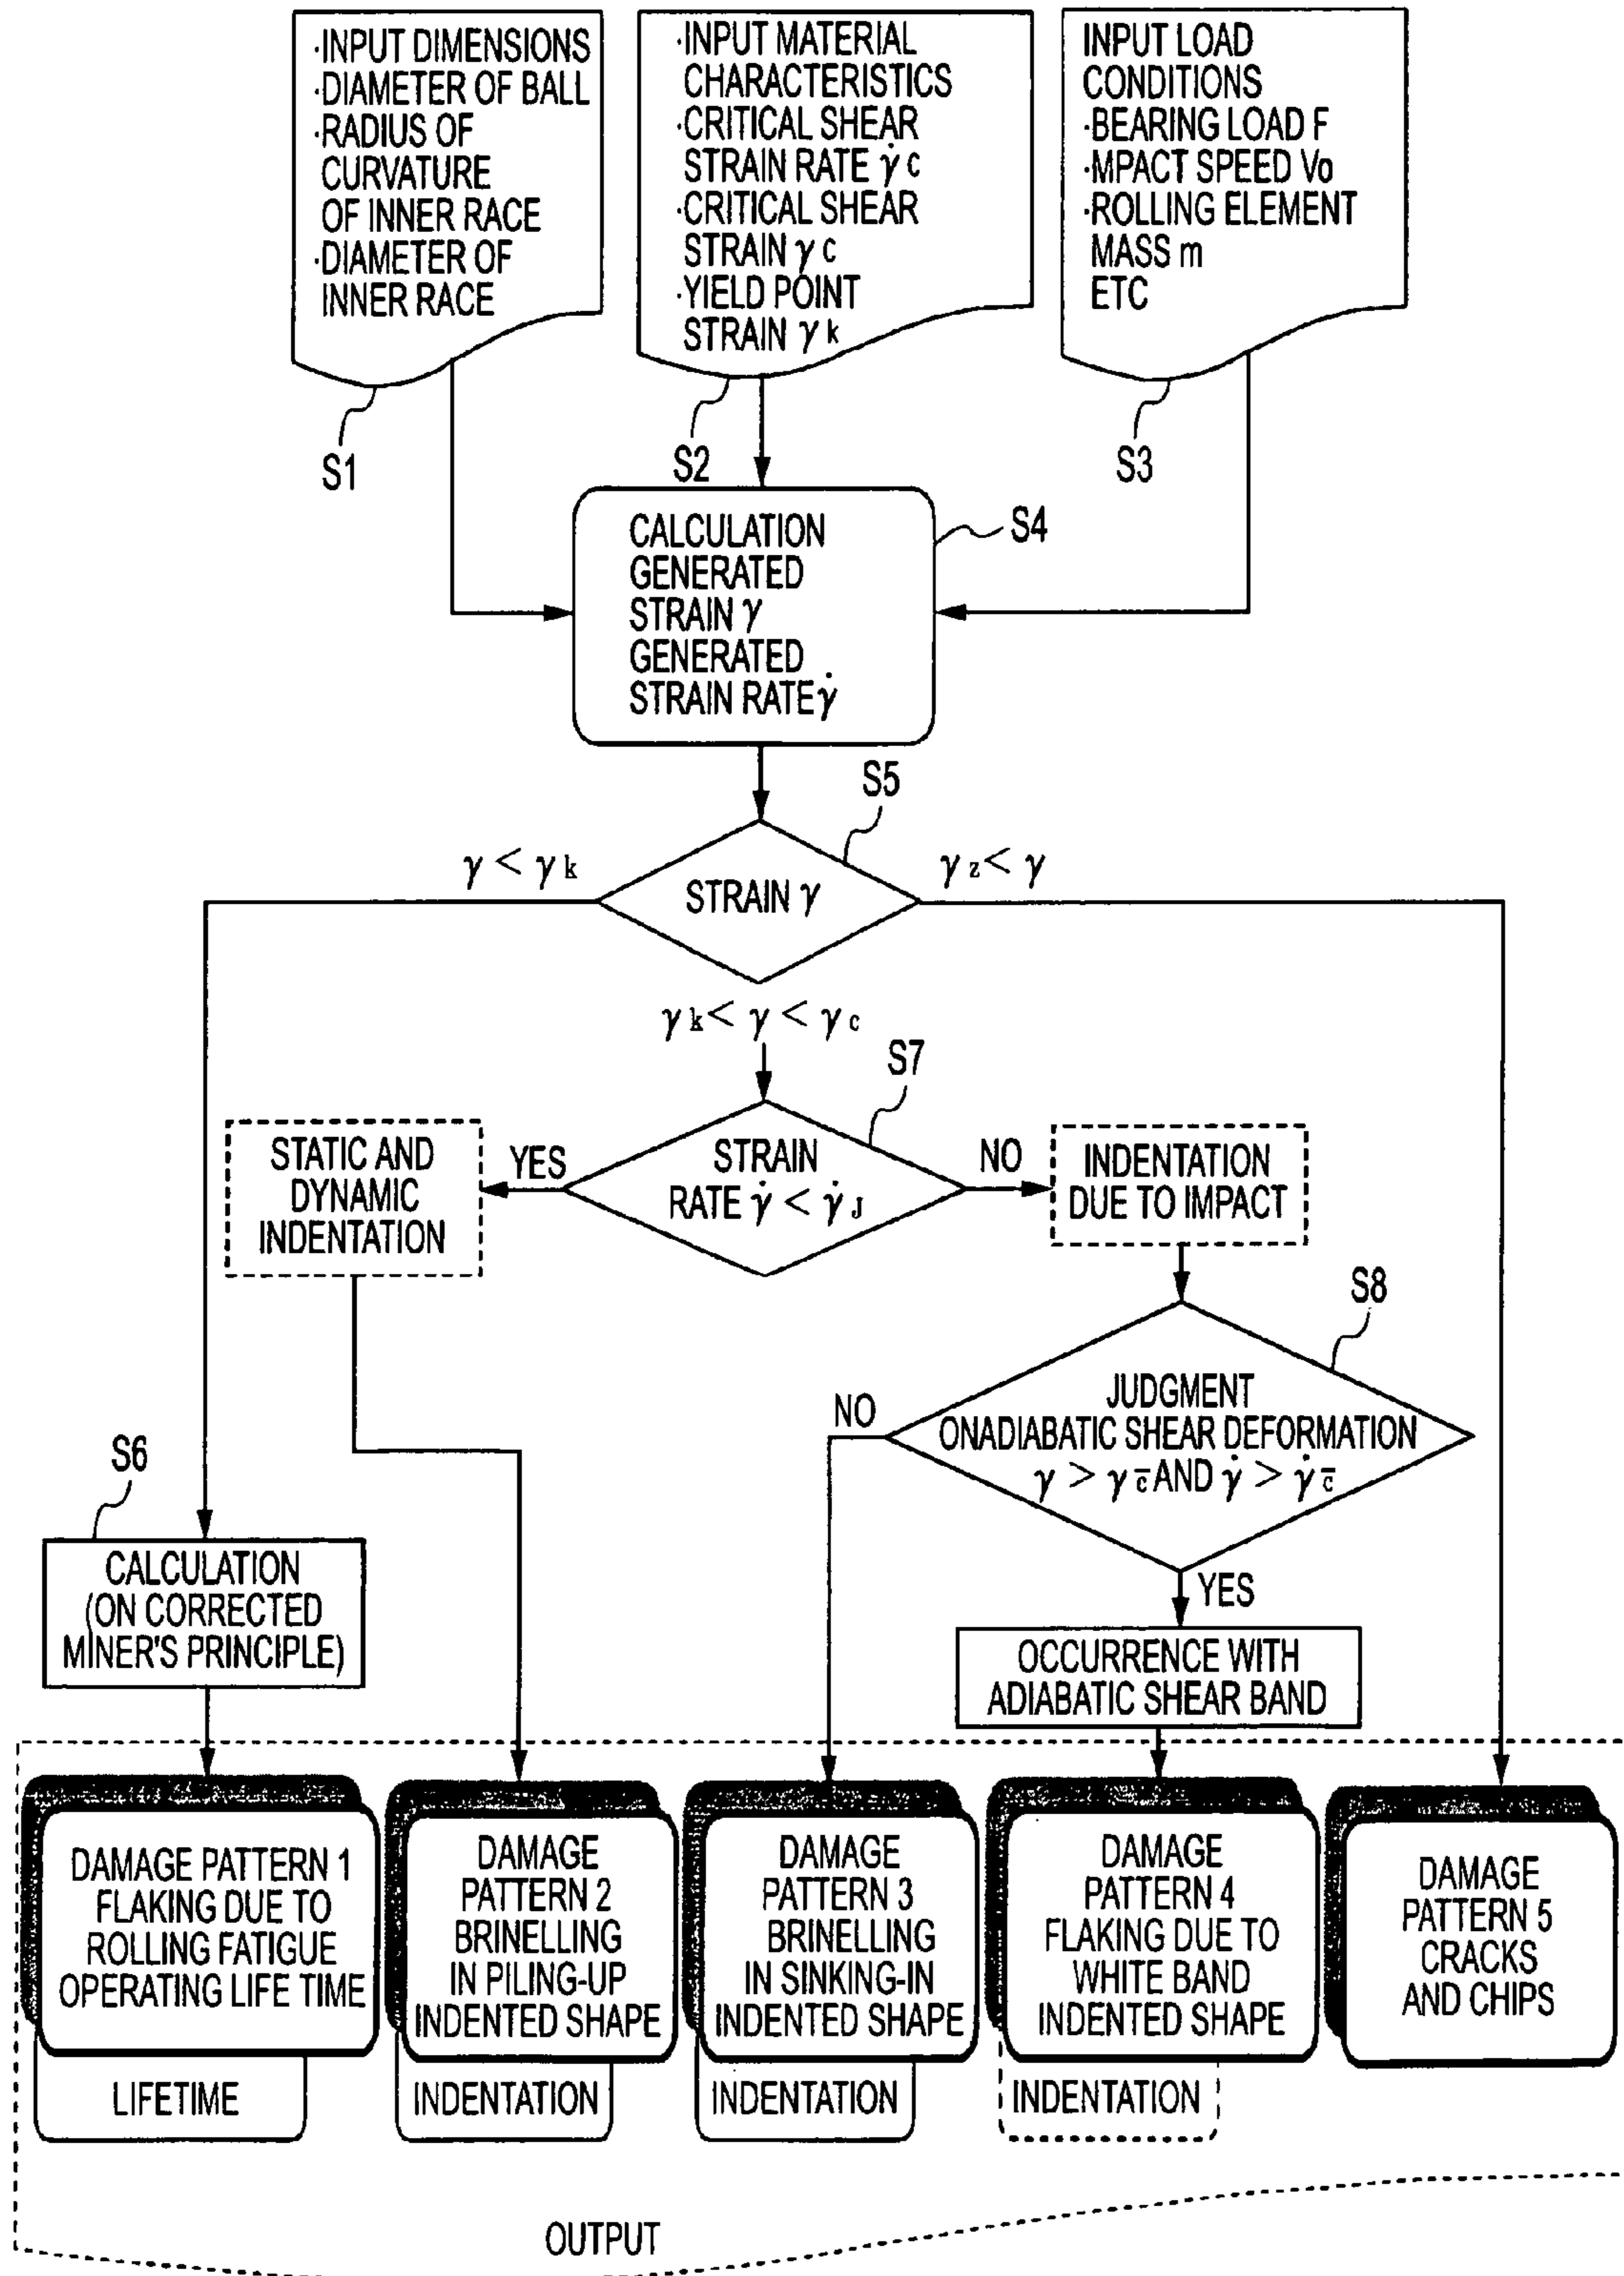 ·INPUT DIMENSIONS
·DIAMETER OF BALL
·RADIUS OF
CURVATURE
OF INNER RACE
·DIAMETER OF
INNER RACE
S1
·INPUT MATERIAL
CHARACTERISTICS
·CRITICAL SHEAR
STRAIN RATE γ̇ c
·CRITICAL SHEAR
STRAIN γ c
·YIELD POINT
STRAIN γ k
S2
INPUT LOAD
CONDITIONS
·BEARING LOAD F
·MPACT SPEED Vo
·ROLLING ELEMENT
MASS m
ETC
S3
CALCULATION
GENERATED
STRAIN γ
GENERATED
STRAIN RATE γ̇
S4
S5
γ < γ k
STRAIN γ
γ z < γ
γ k < γ < γ c
S7
STATIC AND
DYNAMIC
INDENTATION
YES
STRAIN
RATE γ̇ < γ̇ J
NO
INDENTATION
DUE TO IMPACT
S8
NO
JUDGMENT
ONADIABATIC SHEAR DEFORMATION
γ > γ c̄ AND γ̇ > γ̇ c̄
YES
S6
CALCULATION
(ON CORRECTED
MINER'S PRINCIPLE)
OCCURRENCE WITH
ADIABATIC SHEAR BAND
DAMAGE PATTERN 1
FLAKING DUE TO
ROLLING FATIGUE
OPERATING LIFE TIME
LIFETIME
DAMAGE
PATTERN 2
BRINELLING
IN PILING-UP
INDENTED SHAPE
INDENTATION
DAMAGE
PATTERN 3
BRINELLING
IN SINKING-IN
INDENTED SHAPE
INDENTATION
DAMAGE
PATTERN 4
FLAKING DUE TO
WHITE BAND
INDENTED SHAPE
INDENTATION
DAMAGE
PATTERN 5
CRACKS
AND CHIPS
OUTPUT